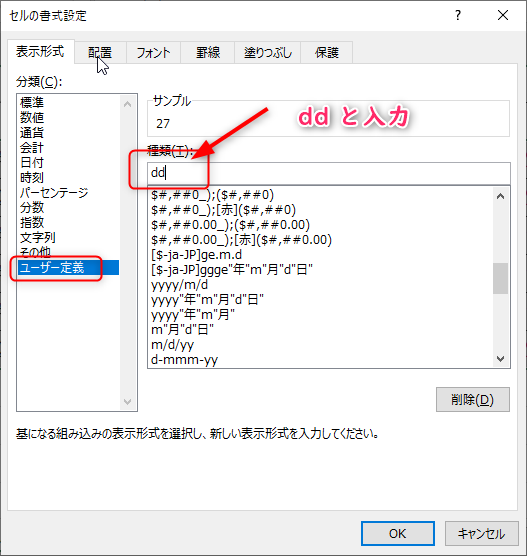 セルの書式設定
?
表示形式 配置 フォント 罫線 塗りつぶし 保護
分類(C):
標準
数値
通貨
会計
日付
時刻
パーセンテージ
分数
指数
文字列
その他
ユーザー定義
サンプル
27
dd と入力
種類(T):
dd
$#,##0_);($#,##0)
$#,##0_);[赤]($#,##0)
$#,##0.00_);($#,##0.00)
$#,##0.00_);[赤]($#,##0.00)
[$-ja-JP]ge.m.d
[$-ja-JP]ggge"年"m"月"d"日"
yyyy/m/d
yyyy"年"m"月"d"日"
yyyy"年"m"月"
m"月"d"日"
m/d/yy
d-mmm-yy
削除(D)
基になる組み込みの表示形式を選択し、新しい表示形式を入力してください。
OK キャンセル